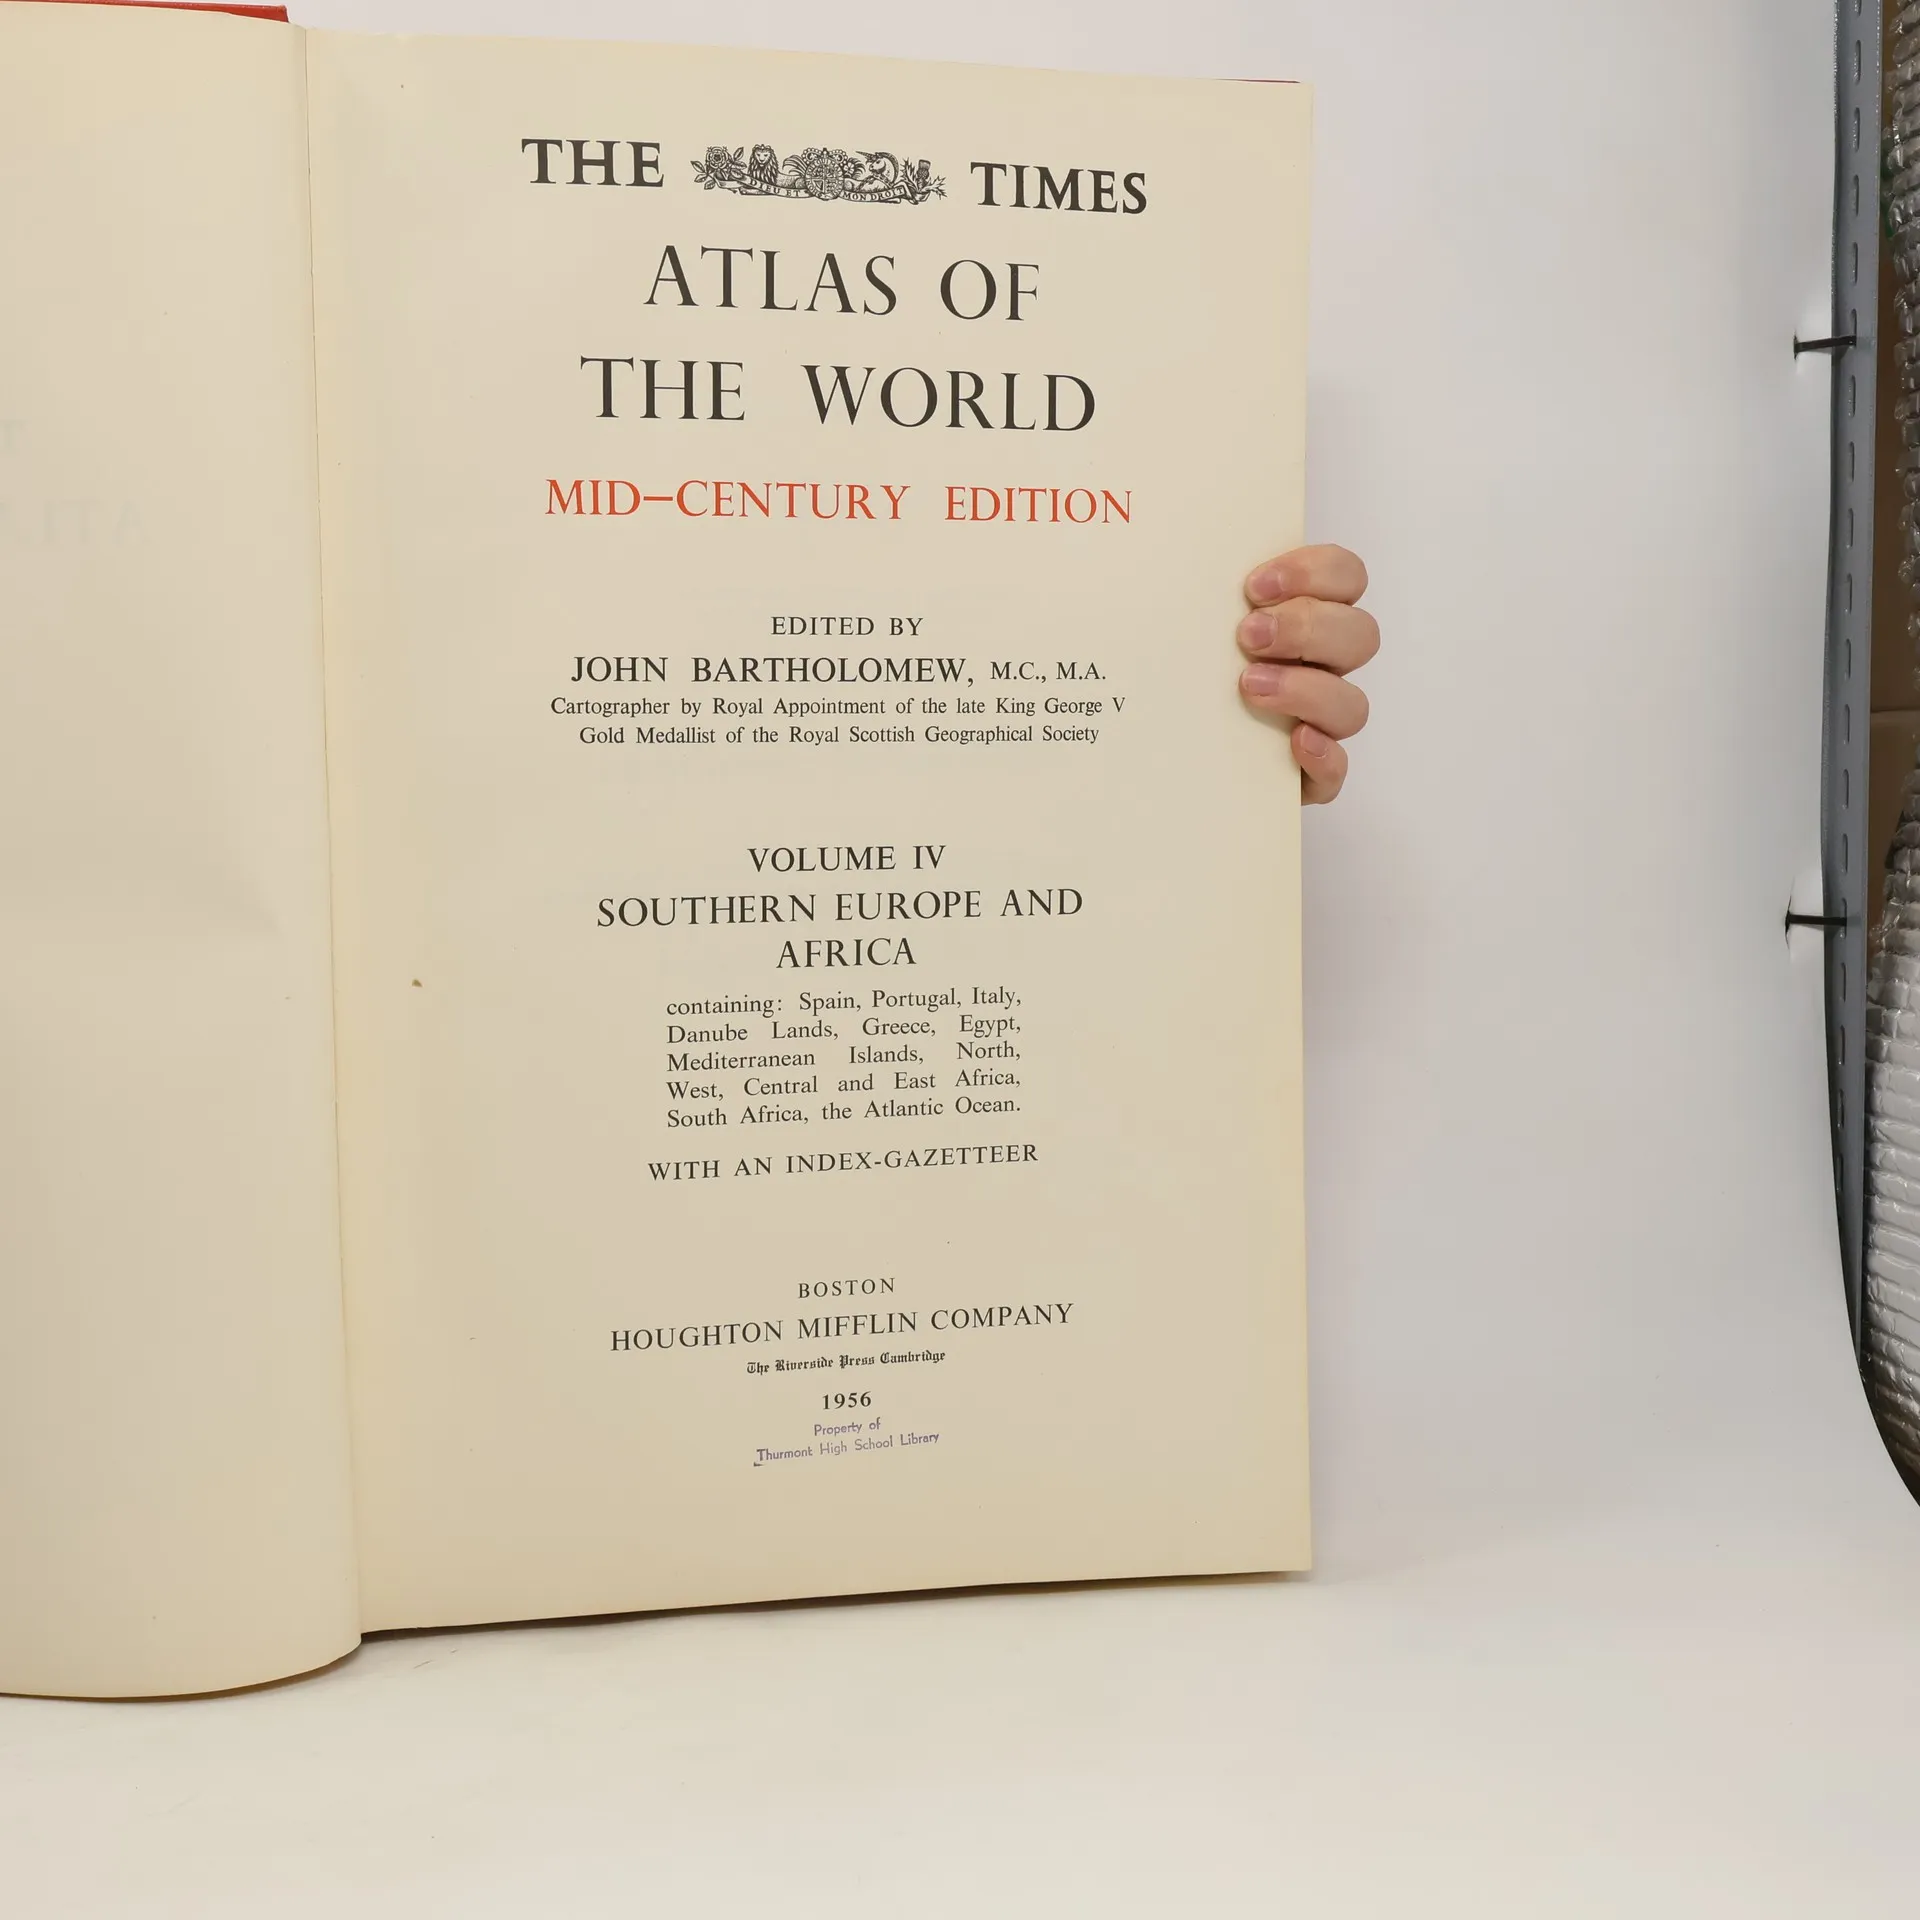 THE TIMES
DIEU ET MON DROIT
ATLAS OF
THE WORLD
MID–CENTURY EDITION
EDITED BY
JOHN BARTHOLOMEW, M.C., M.A.
Cartographer by Royal Appointment of the late King George V
Gold Medallist of the Royal Scottish Geographical Society
VOLUME IV
SOUTHERN EUROPE AND
AFRICA
containing: Spain, Portugal, Italy,
Danube Lands, Greece, Egypt,
Mediterranean Islands, North,
West, Central and East Africa,
South Africa, the Atlantic Ocean.
WITH AN INDEX-GAZETTEER
BOSTON
HOUGHTON MIFFLIN COMPANY
The Riverside Press Cambridge
1956
Property of
Thurmont High School Library